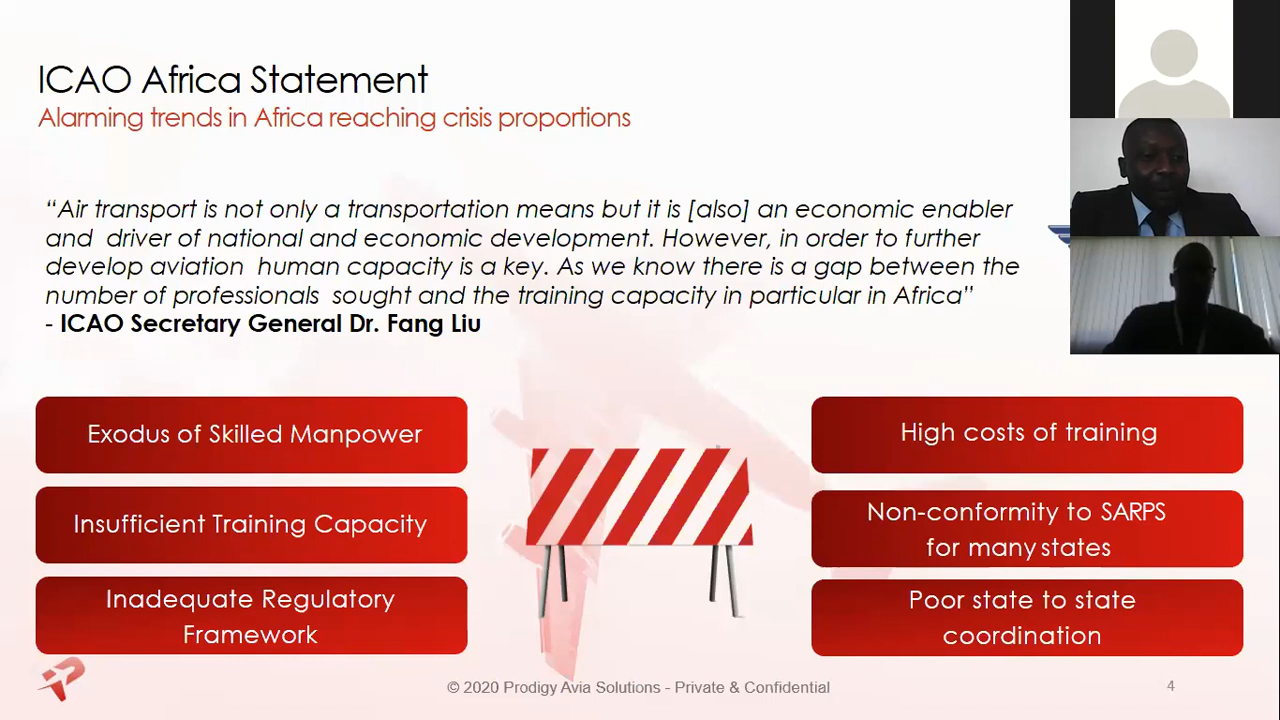 ICAO Africa Statement
Alarming trends in Africa reaching crisis proportions
“Air transport is not only a transportation means but it is [also] an economic enabler
and driver of national and economic development. However, in order to further
develop aviation human capacity is a key. As we know there is a gap between the
number of professionals sought and the training capacity in particular in Africa”
- ICAO Secretary General Dr. Fang Liu
Exodus of Skilled Manpower
Insufficient Training Capacity
Inadequate Regulatory
Framework
High costs of training
Non-conformity to SARPS
for many states
Poor state to state
coordination
© 2020 Prodigy Avia Solutions - Private & Confidential
4